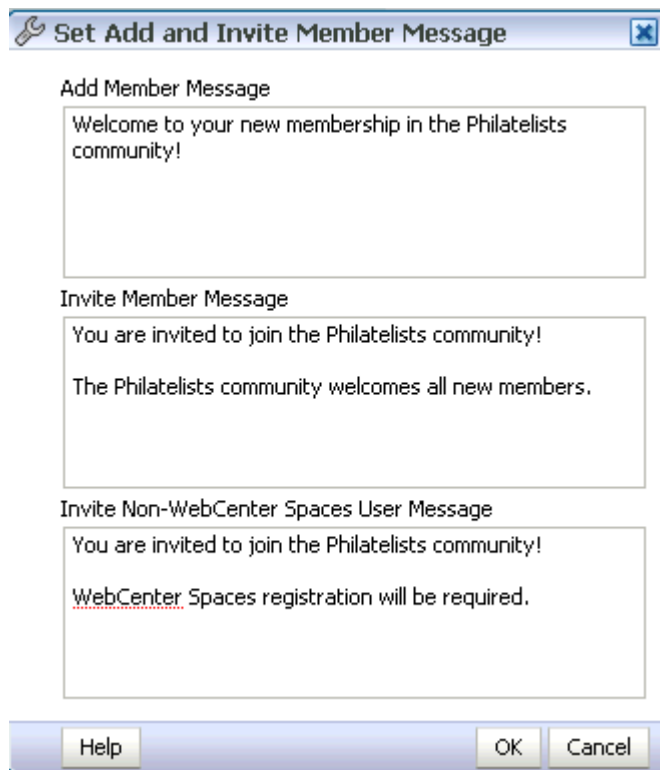 Set Add and Invite Member Message
Add Member Message
Welcome to your new membership in the Philatelists
community!
Invite Member Message
You are invited to join the Philatelists community!
The Philatelists community welcomes all new members.
Invite Non-WebCenter Spaces User Message
You are invited to join the Philatelists community!
WebCenter Spaces registration will be required.
Help OK Cancel